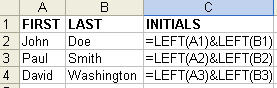 A B C
1 FIRST LAST INITIALS
2 John Doe =LEFT(A1)&LEFT(B1)
3 Paul Smith =LEFT(A2)&LEFT(B2)
4 David Washington =LEFT(A3)&LEFT(B3)